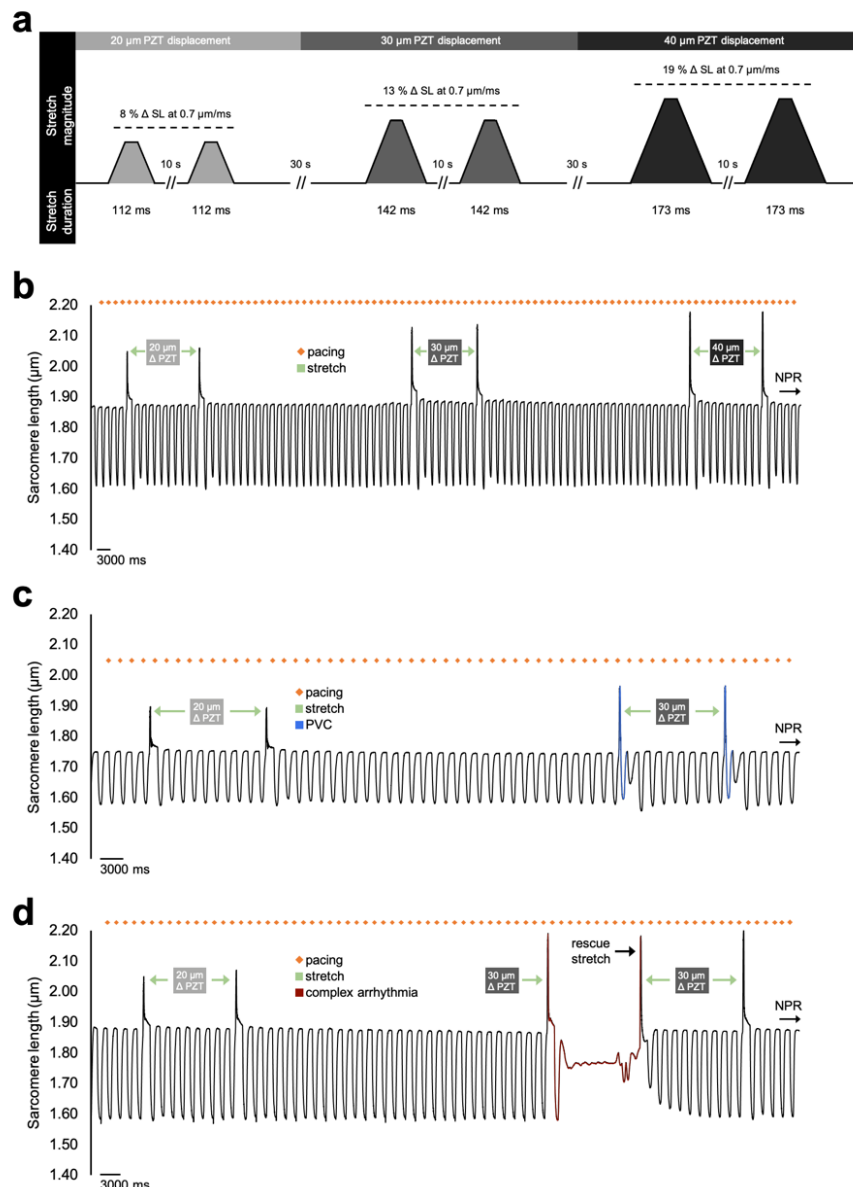 a
20 μm PZT displacement 30 μm PZT displacement 40 μm PZT displacement
Stretch magnitude
8 % Δ SL at 0.7 μm/ms 13 % Δ SL at 0.7 μm/ms 19 % Δ SL at 0.7 μm/ms
10 s 30 s 10 s 30 s 10 s
Stretch duration
112 ms 112 ms 142 ms 142 ms 173 ms 173 ms
b
Sarcomere length (μm)
2.20
2.10
2.00
1.90
1.80
1.70
1.60
1.50
1.40
20 μm
Δ PZT
pacing
stretch
30 μm
Δ PZT
40 μm
Δ PZT
NPR
3000 ms
c
Sarcomere length (μm)
2.20
2.10
2.00
1.90
1.80
1.70
1.60
1.50
1.40
20 μm
Δ PZT
pacing
stretch
PVC
30 μm
Δ PZT
NPR
3000 ms
d
Sarcomere length (μm)
2.20
2.10
2.00
1.90
1.80
1.70
1.60
1.50
1.40
20 μm
Δ PZT
pacing
stretch
complex arrhythmia
30 μm
Δ PZT
rescue
stretch
30 μm
Δ PZT
NPR
3000 ms